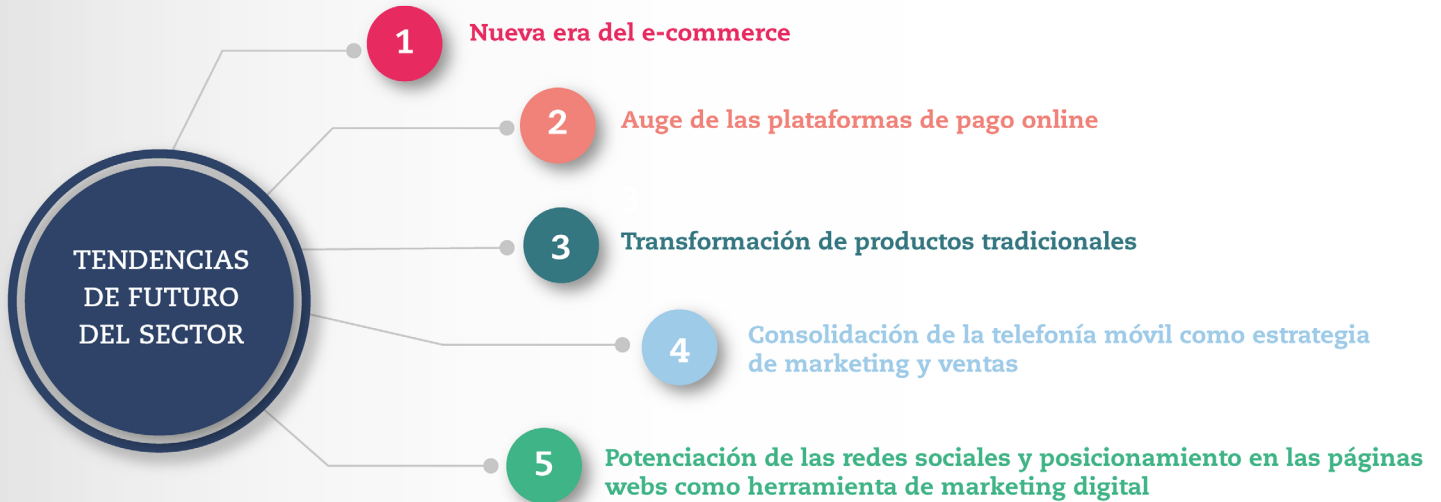 1
Nueva era del e-commerce
2
Auge de las plataformas de pago online
3
3
Transformación de productos tradicionales
TENDENCIAS
DE FUTURO
DEL SECTOR
4
Consolidación de la telefonía móvil como estrategia
de marketing y ventas
5
Potenciación de las redes sociales y posicionamiento en las páginas
webs como herramienta de marketing digital